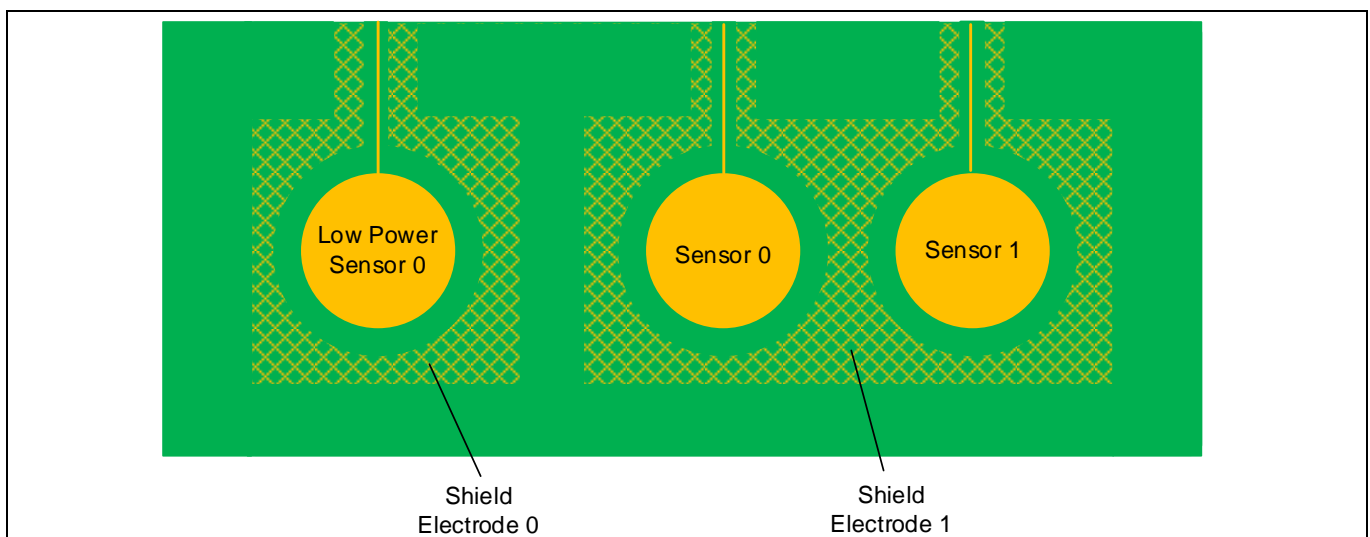 Low Power
Sensor 0
Sensor 0
Sensor 1
Shield
Electrode 0
Shield
Electrode 1